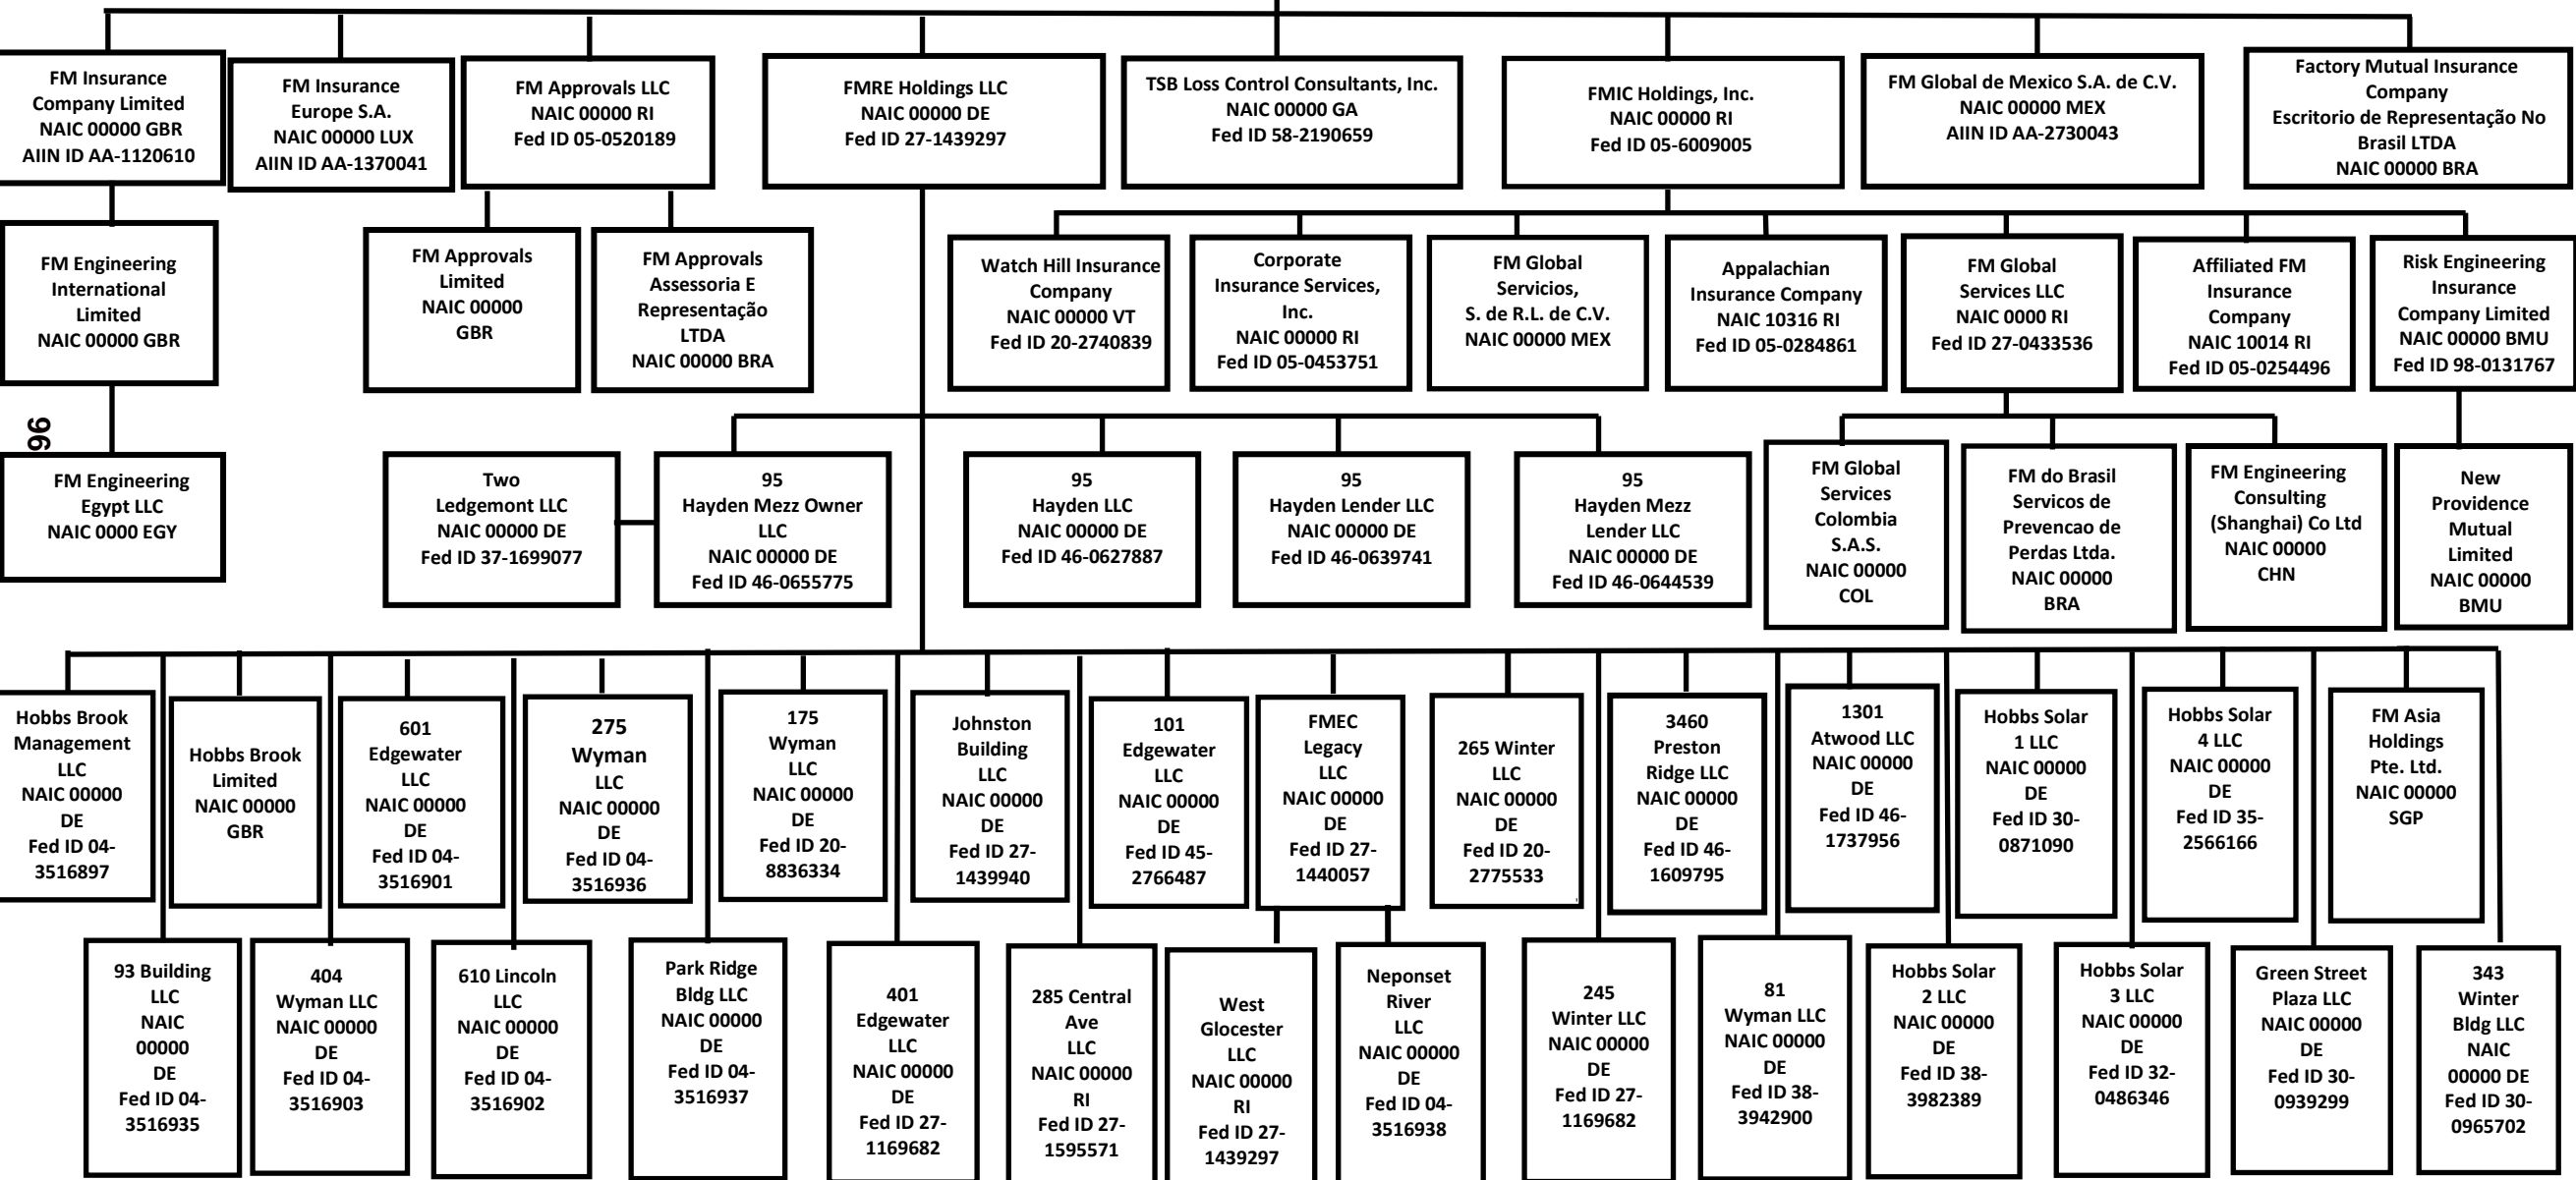 FM Insurance
Company Limited
NAIC 00000 GBR
AIIN ID AA-1120610
FM Insurance
Europe S.A.
NAIC 00000 LUX
AIIN ID AA-1370041
FM Approvals LLC
NAIC 00000 RI
Fed ID 05-0520189
FMRE Holdings LLC
NAIC 00000 DE
Fed ID 27-1439297
TSB Loss Control Consultants, Inc.
NAIC 00000 GA
Fed ID 58-2190659
FMIC Holdings, Inc.
NAIC 00000 RI
Fed ID 05-6009005
FM Global de Mexico S.A. de C.V.
NAIC 00000 MEX
AIIN ID AA-2730043
Factory Mutual Insurance
Company
Escritorio de Representação No
Brasil LTDA
NAIC 00000 BRA
FM Engineering
International
Limited
NAIC 00000 GBR
FM Approvals
Limited
NAIC 00000
GBR
FM Approvals
Assessoria E
Representação
LTDA
NAIC 00000 BRA
Watch Hill Insurance
Company
NAIC 00000 VT
Fed ID 20-2740839
Corporate
Insurance Services,
Inc.
NAIC 00000 RI
Fed ID 05-0453751
FM Global
Servicios,
S. de R.L. de C.V.
NAIC 00000 MEX
Appalachian
Insurance Company
NAIC 10316 RI
Fed ID 05-0284861
FM Global
Services LLC
NAIC 0000 RI
Fed ID 27-0433536
Affiliated FM
Insurance
Company
NAIC 10014 RI
Fed ID 05-0254496
Risk Engineering
Insurance
Company Limited
NAIC 00000 BMU
Fed ID 98-0131767
96
FM Engineering
Egypt LLC
NAIC 0000 EGY
Two
Ledgemont LLC
NAIC 00000 DE
Fed ID 37-1699077
95
Hayden Mezz Owner
LLC
NAIC 00000 DE
Fed ID 46-0655775
95
Hayden LLC
NAIC 00000 DE
Fed ID 46-0627887
95
Hayden Lender LLC
NAIC 00000 DE
Fed ID 46-0639741
95
Hayden Mezz
Lender LLC
NAIC 00000 DE
Fed ID 46-0644539
FM Global
Services
Colombia
S.A.S.
NAIC 00000
COL
FM do Brasil
Servicos de
Prevencao de
Perdas Ltda.
NAIC 00000
BRA
FM Engineering
Consulting
(Shanghai) Co Ltd
NAIC 00000
CHN
New
Providence
Mutual
Limited
NAIC 00000
BMU
Hobbs Brook
Management
LLC
NAIC 00000
DE
Fed ID 04-
3516897
Hobbs Brook
Limited
NAIC 00000
GBR
601
Edgewater
LLC
NAIC 00000
DE
Fed ID 04-
3516901
275
Wyman
LLC
NAIC 00000
DE
Fed ID 04-
3516936
175
Wyman
LLC
NAIC 00000
DE
Fed ID 20-
8836334
Johnston
Building
LLC
NAIC 00000
DE
Fed ID 27-
1439940
101
Edgewater
LLC
NAIC 00000
DE
Fed ID 45-
2766487
FMEC
Legacy
LLC
NAIC 00000
DE
Fed ID 27-
1440057
265 Winter
LLC
NAIC 00000
DE
Fed ID 20-
2775533
3460
Preston
Ridge LLC
NAIC 00000
DE
Fed ID 46-
1609795
1301
Atwood LLC
NAIC 00000
DE
Fed ID 46-
1737956
Hobbs Solar
1 LLC
NAIC 00000
DE
Fed ID 30-
0871090
Hobbs Solar
4 LLC
NAIC 00000
DE
Fed ID 35-
2566166
FM Asia
Holdings
Pte. Ltd.
NAIC 00000
SGP
93 Building
LLC
NAIC
00000
DE
Fed ID 04-
3516935
404
Wyman LLC
NAIC 00000
DE
Fed ID 04-
3516903
610 Lincoln
LLC
NAIC 00000
DE
Fed ID 04-
3516902
Park Ridge
Bldg LLC
NAIC 00000
DE
Fed ID 04-
3516937
401
Edgewater
LLC
NAIC 00000
DE
Fed ID 27-
1169682
285 Central
Ave
LLC
NAIC 00000
RI
Fed ID 27-
1595571
West
Glocester
LLC
NAIC 00000
RI
Fed ID 27-
1439297
Neponset
River
LLC
NAIC 00000
DE
Fed ID 04-
3516938
245
Winter LLC
NAIC 00000
DE
Fed ID 27-
1169682
81
Wyman LLC
NAIC 00000
DE
Fed ID 38-
3942900
Hobbs Solar
2 LLC
NAIC 00000
DE
Fed ID 38-
3982389
Hobbs Solar
3 LLC
NAIC 00000
DE
Fed ID 32-
0486346
Green Street
Plaza LLC
NAIC 00000
DE
Fed ID 30-
0939299
343
Winter
Bldg LLC
NAIC
00000 DE
Fed ID 30-
0965702